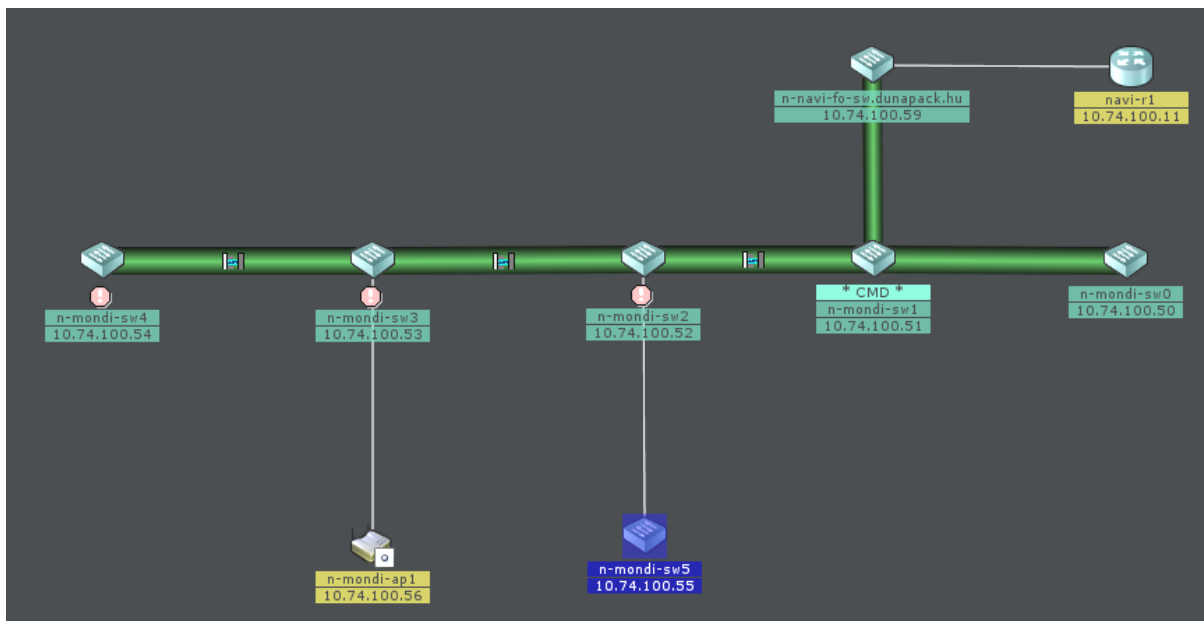 n-navi-fo-sw.dunapack.hu
10.74.100.59
navi-r1
10.74.100.11
n-mondi-sw4
10.74.100.54
n-mondi-sw3
10.74.100.53
n-mondi-sw2
10.74.100.52
* CMD *
n-mondi-sw1
10.74.100.51
n-mondi-sw0
10.74.100.50
n-mondi-ap1
10.74.100.56
n-mondi-sw5
10.74.100.55